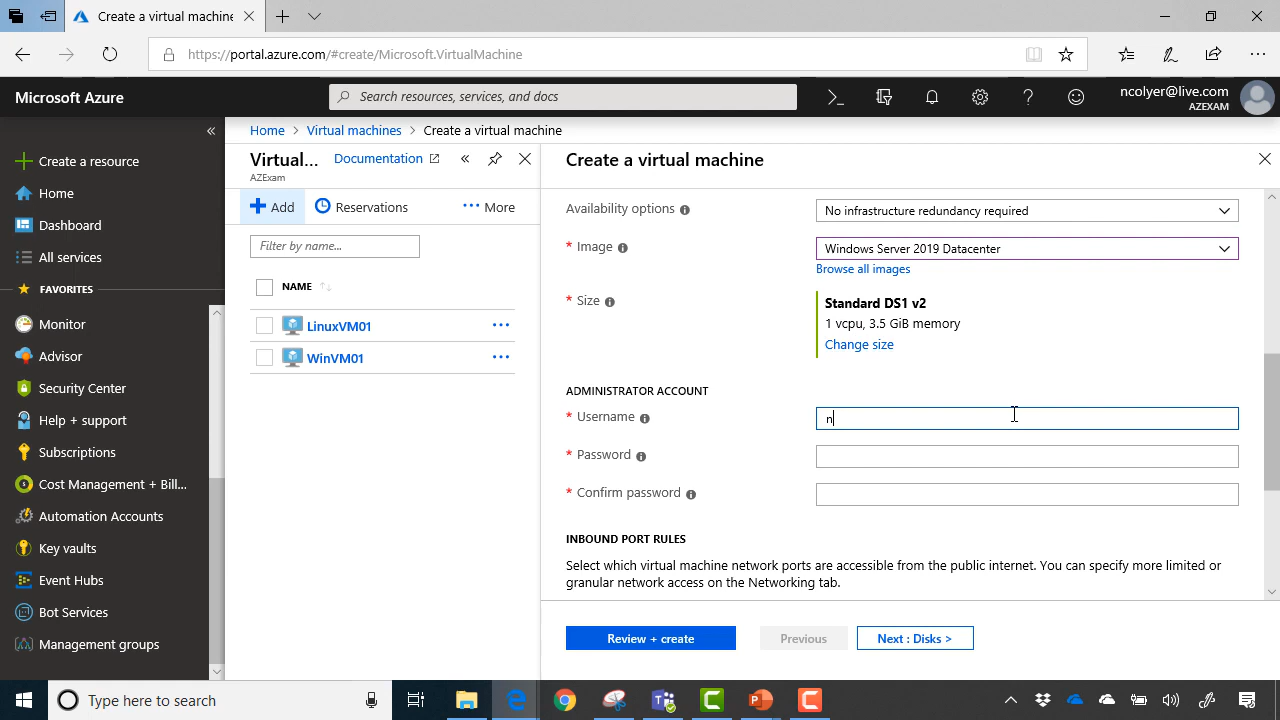 Create a virtual machine
https://portal.azure.com/#create/Microsoft.VirtualMachine
Microsoft Azure
Search resources, services, and docs
ncolyer@live.com
AZEXAM
Create a resource
Home
Dashboard
All services
FAVORITES
Monitor
Advisor
Security Center
Help + support
Subscriptions
Cost Management + Bill...
Automation Accounts
Key vaults
Event Hubs
Bot Services
Management groups
Home > Virtual machines > Create a virtual machine
Virtual... Documentation
AZExam
Add Reservations More
Filter by name...
NAME
LinuxVM01
WinVM01
Create a virtual machine
Availability options No infrastructure redundancy required
* Image Windows Server 2019 Datacenter
Browse all images
* Size Standard DS1 v2
1 vcpu, 3.5 GiB memory
Change size
ADMINISTRATOR ACCOUNT
* Username n
* Password
* Confirm password
INBOUND PORT RULES
Select which virtual machine network ports are accessible from the public internet. You can specify more limited or
granular network access on the Networking tab.
Review + create Previous Next : Disks >
Type here to search